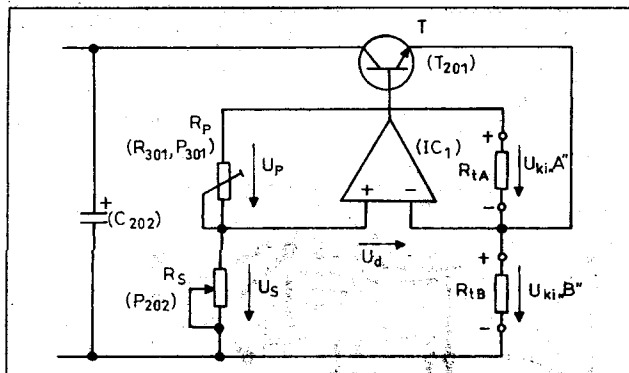 T
(T201)
RP
(R301, P301)
UP
(IC1)
+
RtA
Uki„A"
−
+
(C202)
+ −
Ud
RS
(P202)
US
+
RtB
Uki„B"
−